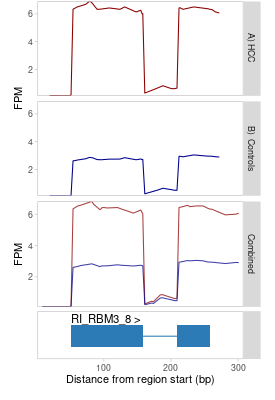 6
4
2
A) HCC
FPM
6
4
2
B) Controls
6
4
2
Combined
FPM
RI_RBM3_8 >
100
200
300
Distance from region start (bp)